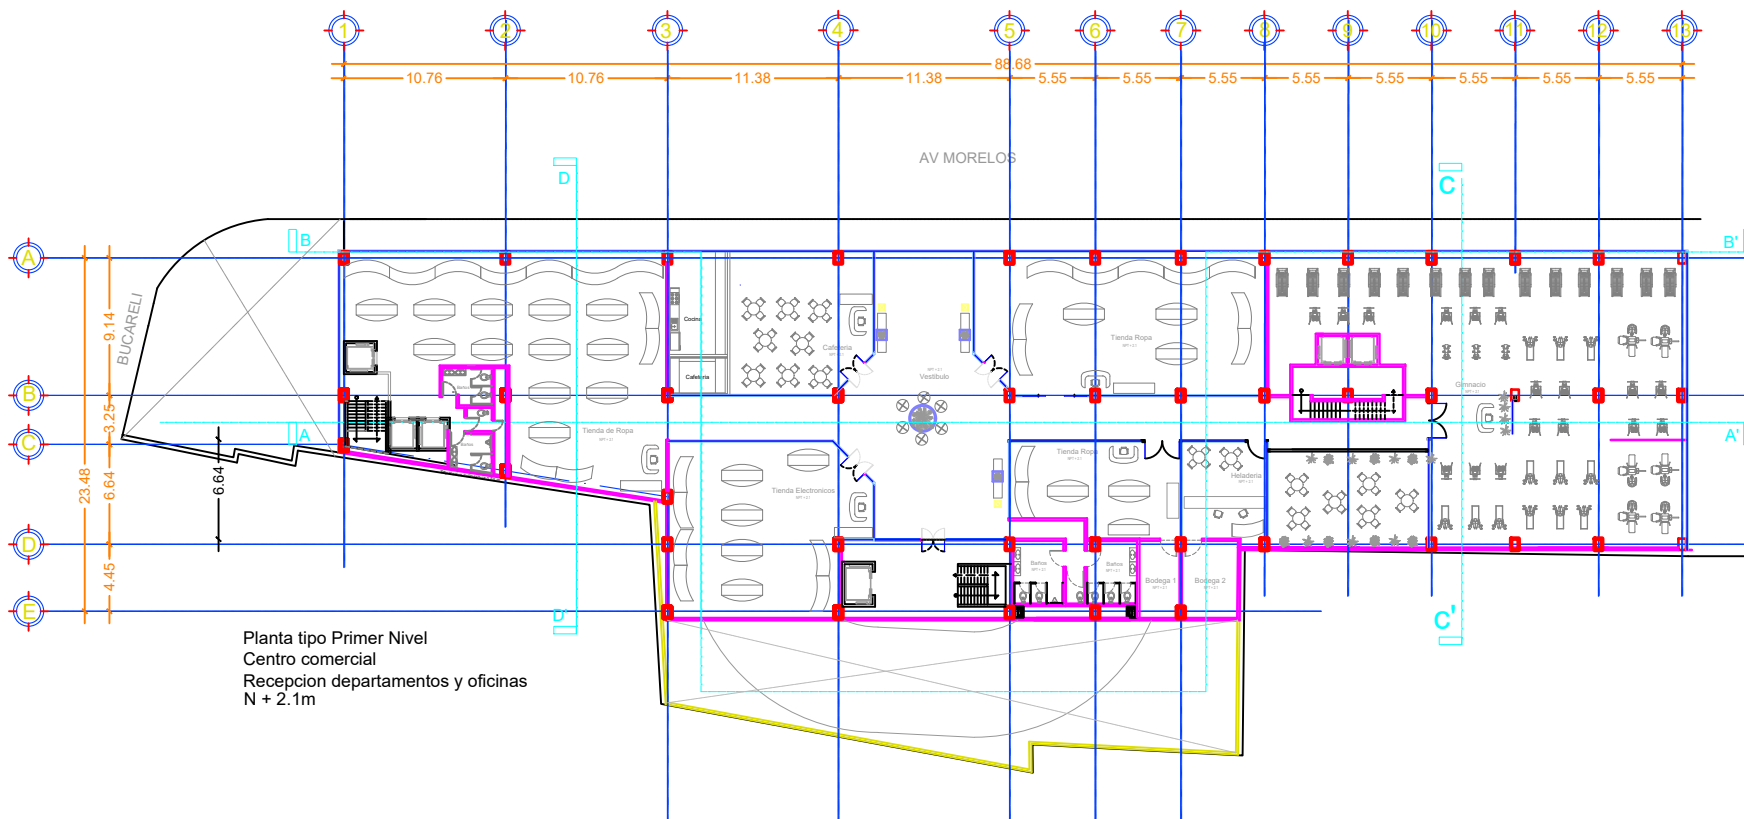 1 2 3 4 5 6 7 8 9 10 11 12 13
88.68
10.76 10.76 11.38 11.38 5.55 5.55 5.55 5.55 5.55 5.55 5.55 5.55
AV MORELOS
D
C
B
B'
A
BUCARELI
9.14
Cocina
Cafeteria
Cafeteria
Vestibulo
Tienda Ropa
Gimnacio
B
3.25
C
A
A'
Tienda de Ropa
Baños
Baños
23.48
6.64
6.64
Tienda Electronicos
Tienda Ropa
Heladeria
D
4.45
Baños
Baños
Bodega 1
Bodega 2
E
D'
C'
Planta tipo Primer Nivel
Centro comercial
Recepcion departamentos y oficinas
N + 2.1m